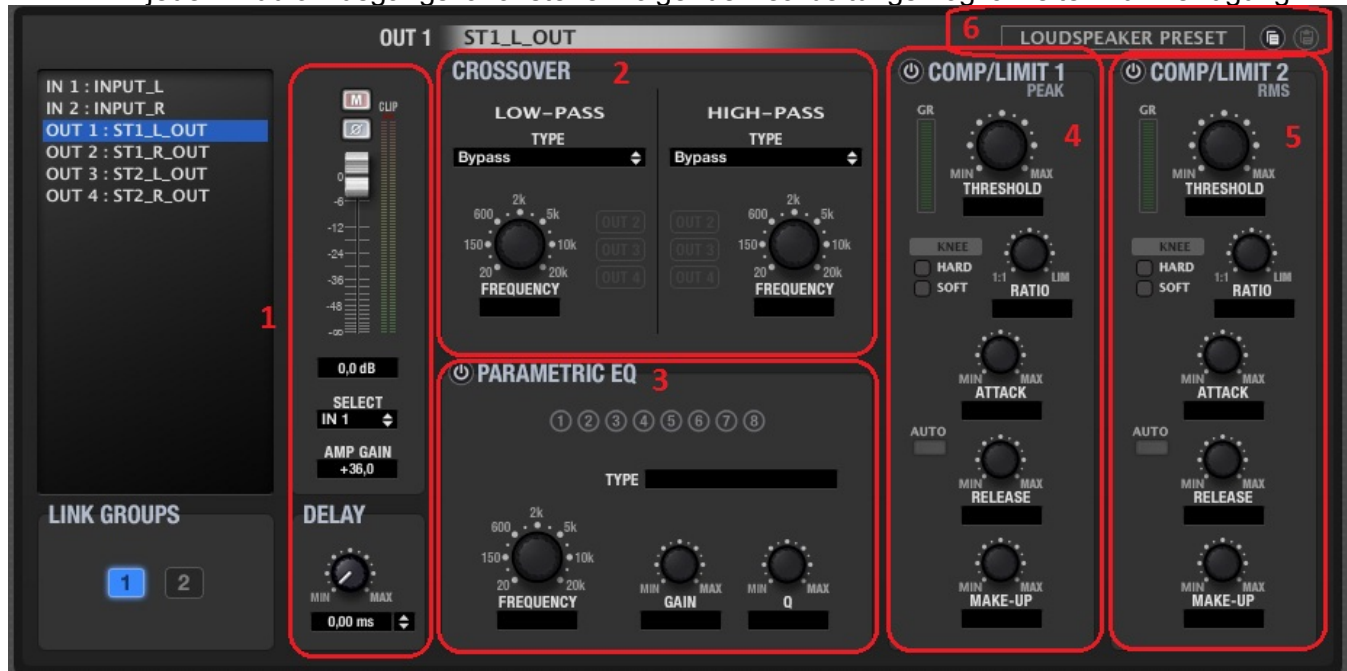 OUT 1 ST1_L_OUT 6 LOUDSPEAKER PRESET
IN 1 : INPUT_L
IN 2 : INPUT_R
OUT 1 : ST1_L_OUT
OUT 2 : ST1_R_OUT
OUT 3 : ST2_L_OUT
OUT 4 : ST2_R_OUT
LINK GROUPS
1 2
1
M CLIP
Ø
0
-6
-12
-24
-36
-48
-∞
0,0 dB
SELECT
IN 1
AMP GAIN
+36,0
DELAY
MIN MAX
0,00 ms
CROSSOVER 2
LOW-PASS
TYPE
Bypass
2k
600 5k
150 10k
20 20k
FREQUENCY
OUT 2
OUT 3
OUT 4
HIGH-PASS
TYPE
Bypass
OUT 2
OUT 3
OUT 4
2k
600 5k
150 10k
20 20k
FREQUENCY
PARAMETRIC EQ 3
1 2 3 4 5 6 7 8
TYPE
2k
600 5k
150 10k
20 20k
FREQUENCY
MIN MAX
GAIN
MIN MAX
Q
COMP/LIMIT 1
PEAK
GR
4
MIN MAX
THRESHOLD
KNEE
HARD
SOFT
1:1 LIM
RATIO
MIN MAX
ATTACK
AUTO
MIN MAX
RELEASE
MIN MAX
MAKE-UP
COMP/LIMIT 2
RMS
GR
5
MIN MAX
THRESHOLD
KNEE
HARD
SOFT
1:1 LIM
RATIO
MIN MAX
ATTACK
AUTO
MIN MAX
RELEASE
MIN MAX
MAKE-UP